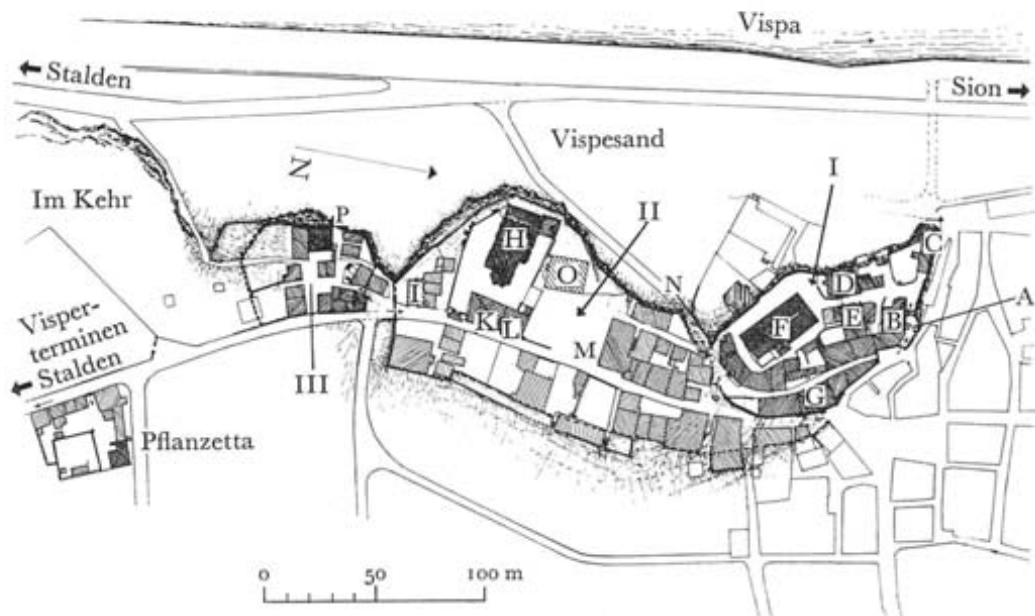 Vispa
← Stalden
Sion →
Vispesand
I
N
Im Kehr
P
II
H
C
N
D
O
A
I
E
B
F
Visper-
terminen
Stalden
←
K
L
M
III
G
Pflanzetta
0 50 100 m